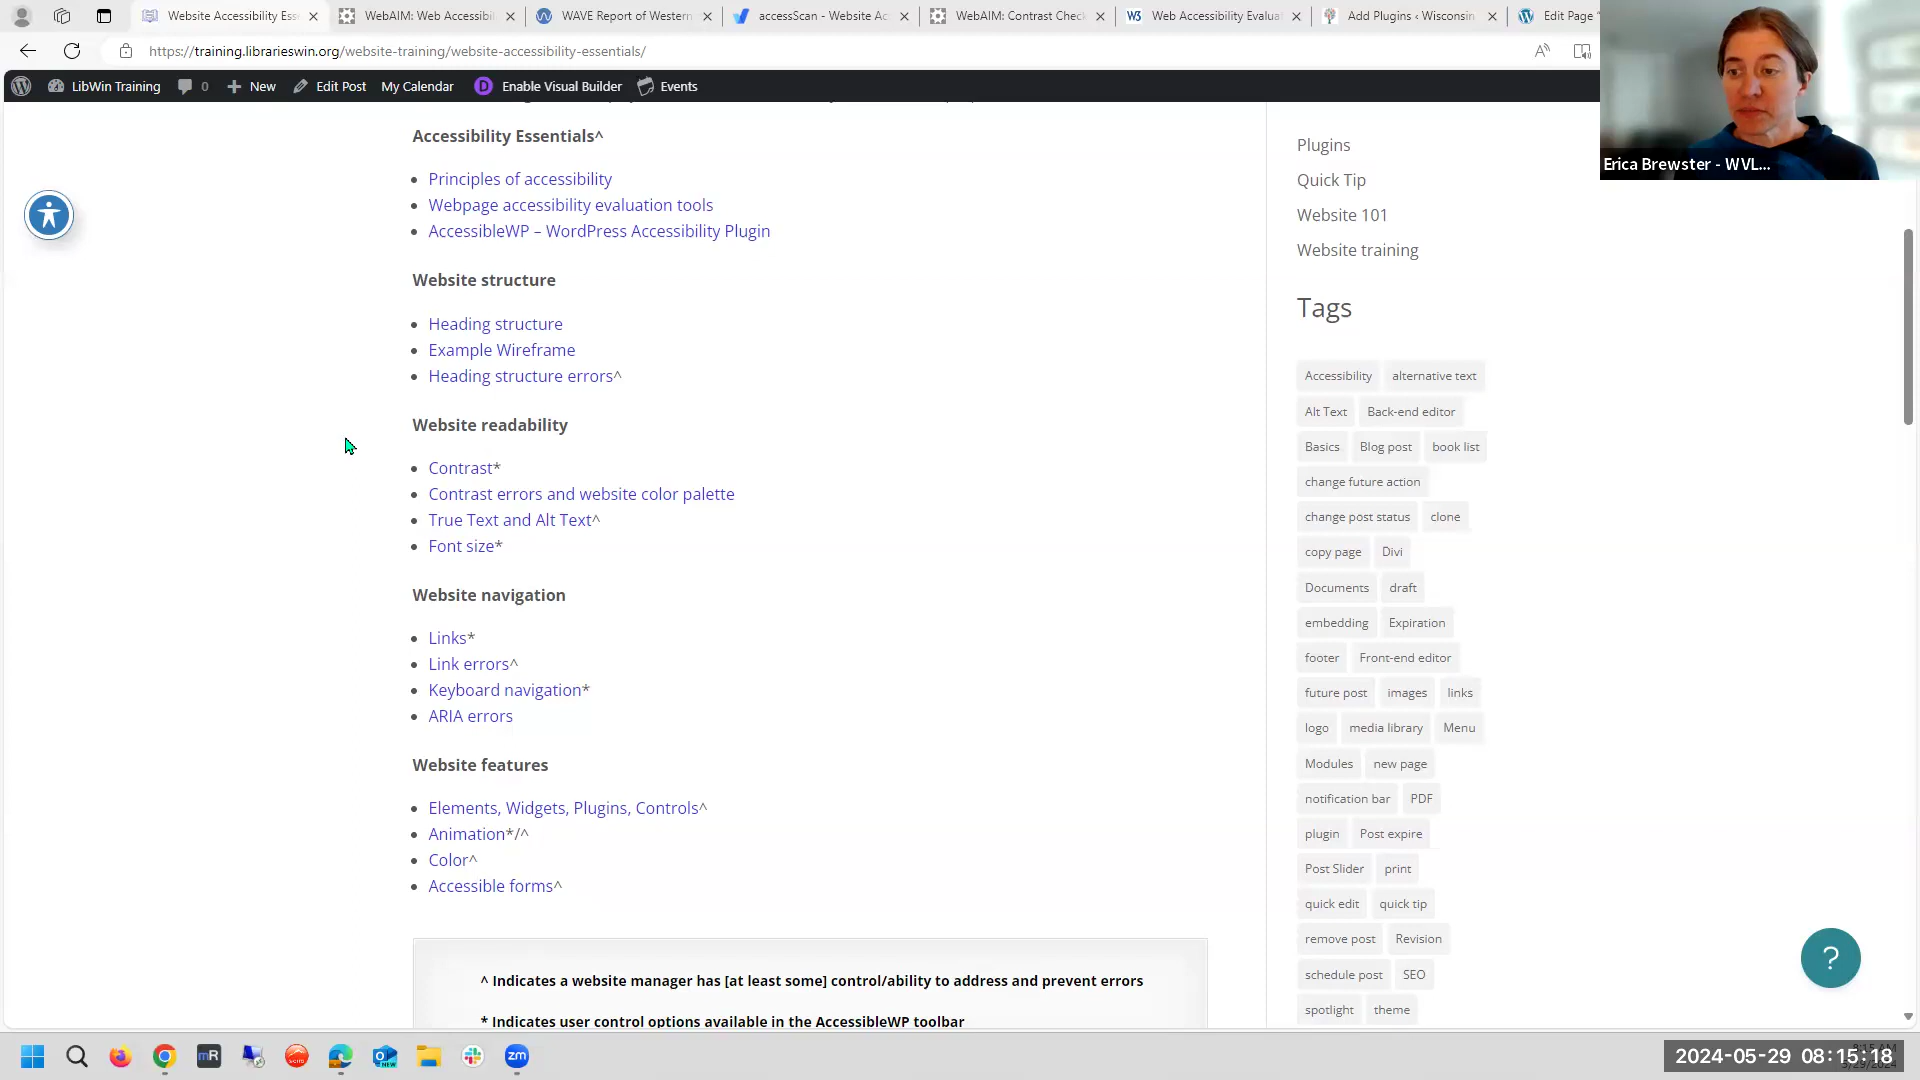 Website Accessibility Ess
WebAIM: Web Accessibil
WAVE Report of Western
accessScan - Website Ac
WebAIM: Contrast Check
Web Accessibility Evalua
Add Plugins ‹ Wisconsin
Edit Page "
https://training.librarieswin.org/website-training/website-accessibility-essentials/
LibWin Training
0
New
Edit Post
My Calendar
D
Enable Visual Builder
Events
Erica Brewster - WVL...
Accessibility Essentials^
Principles of accessibility
Webpage accessibility evaluation tools
AccessibleWP – WordPress Accessibility Plugin
Website structure
Heading structure
Example Wireframe
Heading structure errors^
Website readability
Contrast*
Contrast errors and website color palette
True Text and Alt Text^
Font size*
Website navigation
Links*
Link errors^
Keyboard navigation*
ARIA errors
Website features
Elements, Widgets, Plugins, Controls^
Animation*/^
Color^
Accessible forms^
^ Indicates a website manager has [at least some] control/ability to address and prevent errors
* Indicates user control options available in the AccessibleWP toolbar
Plugins
Quick Tip
Website 101
Website training
Tags
Accessibility alternative text
Alt Text Back-end editor
Basics Blog post book list
change future action
change post status clone
copy page Divi
Documents draft
embedding Expiration
footer Front-end editor
future post images links
logo media library Menu
Modules new page
notification bar PDF
plugin Post expire
Post Slider print
quick edit quick tip
remove post Revision
schedule post SEO
spotlight theme
?
mR
zm
2024-05-29 08:15:18